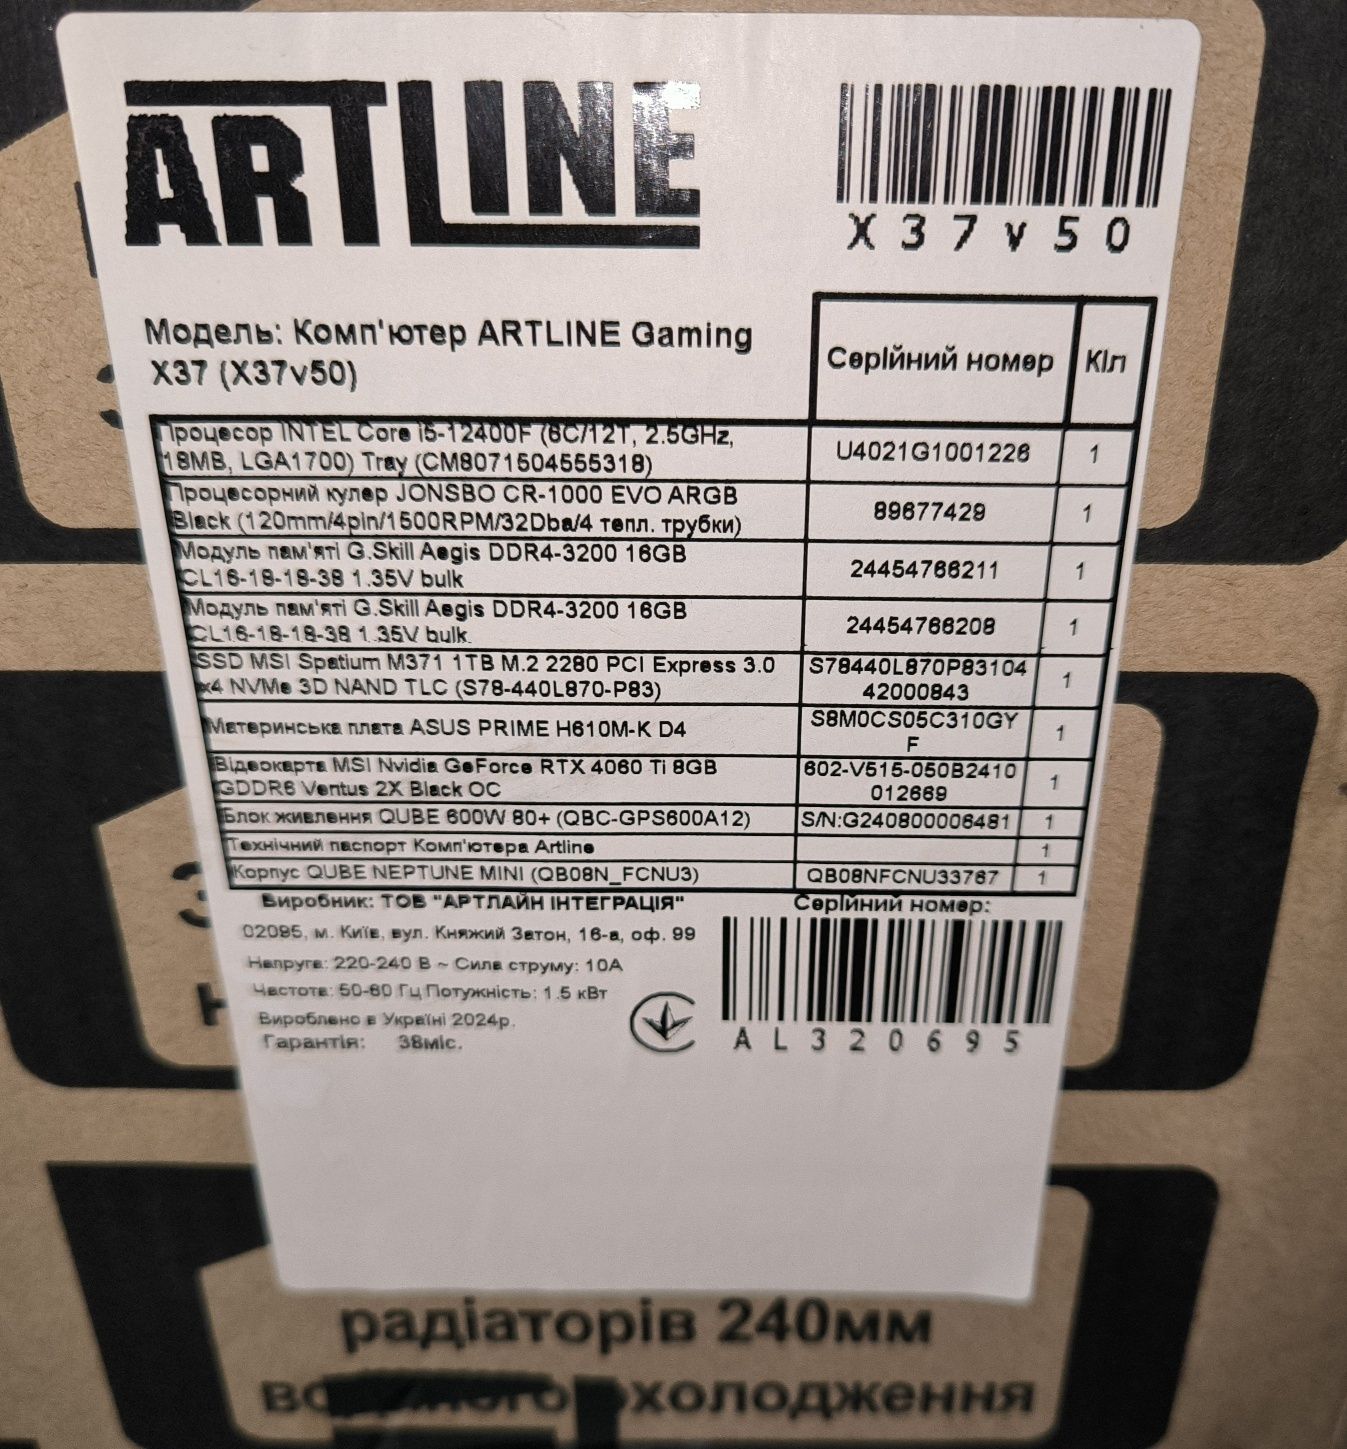 ARTLINE
X37v50
Модель: Комп'ютер ARTLINE Gaming
X37 (X37v50)
Серійний номер
Кіл
Процесор INTEL Core i5-12400F (6C/12T, 2.5GHz,
18MB, LGA1700) Tray (CM8071504555318)
U4021G1001226
1
Процесорний кулер JONSBO CR-1000 EVO ARGB
Black (120mm/4pin/1500RPM/32Dba/4 тепл. трубки)
89677429
1
Модуль пам'яті G.Skill Aegis DDR4-3200 16GB
CL16-18-18-38 1.35V bulk
24454766211
1
Модуль пам'яті G.Skill Aegis DDR4-3200 16GB
CL16-18-18-38 1.35V bulk
24454766208
1
SSD MSI Spatium M371 1TB M.2 2280 PCI Express 3.0
x4 NVMe 3D NAND TLC (S78-440L870-P83)
S78440L870P83104
42000843
1
Материнська плата ASUS PRIME H610M-K D4
S8M0CS05C310GY
F
1
Відеокарта MSI Nvidia GeForce RTX 4060 Ti 8GB
GDDR6 Ventus 2X Black OC
602-V515-050B2410
012669
1
Блок живлення QUBE 600W 80+ (QBC-GPS600A12)
S/N:G240800006481
1
Технічний паспорт Комп'ютера Artline
1
Корпус QUBE NEPTUNE MINI (QB08N_FCNU3)
QB08NFCNU33767
1
Виробник: ТОВ "АРТЛАЙН ІНТЕГРАЦІЯ"
02095, м. Київ, вул. Княжий Затон, 16-а, оф. 99
Напруга: 220-240 В ~ Сила струму: 10А
Частота: 50-60 Гц Потужність: 1.5 кВт
Вироблено в Україні 2024р.
Гарантія: 38міс.
Серійний номер:
AL320695
радіаторів 240мм
водяного охолодження